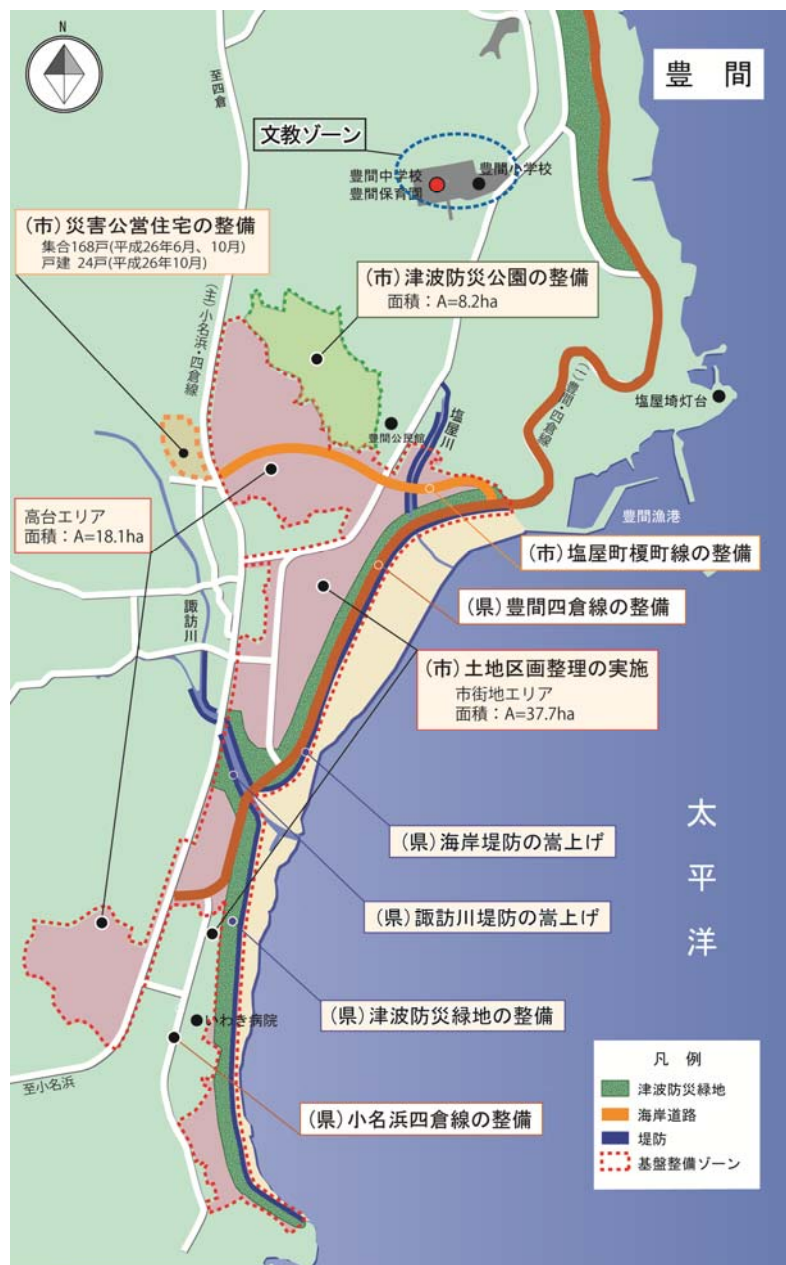 N
豊 間
至四倉
文教ゾーン
豊間中学校
豊間保育園
豊間小学校
(市)災害公営住宅の整備
集合168戸(平成26年6月、10月)
戸建 24戸(平成26年10月)
(主)小名浜・四倉線
(市)津波防災公園の整備
面積：A=8.2ha
豊間公民館
塩屋川
(一)豊間・四倉線
塩屋埼灯台
豊間漁港
高台エリア
面積：A=18.1ha
諏訪川
(市)塩屋町榎町線の整備
(県)豊間四倉線の整備
(市)土地区画整理の実施
市街地エリア
面積：A=37.7ha
太平洋
(県)海岸堤防の嵩上げ
(県)諏訪川堤防の嵩上げ
(県)津波防災緑地の整備
いわき病院
至小名浜
(県)小名浜四倉線の整備
凡 例
津波防災緑地
海岸道路
堤防
基盤整備ゾーン